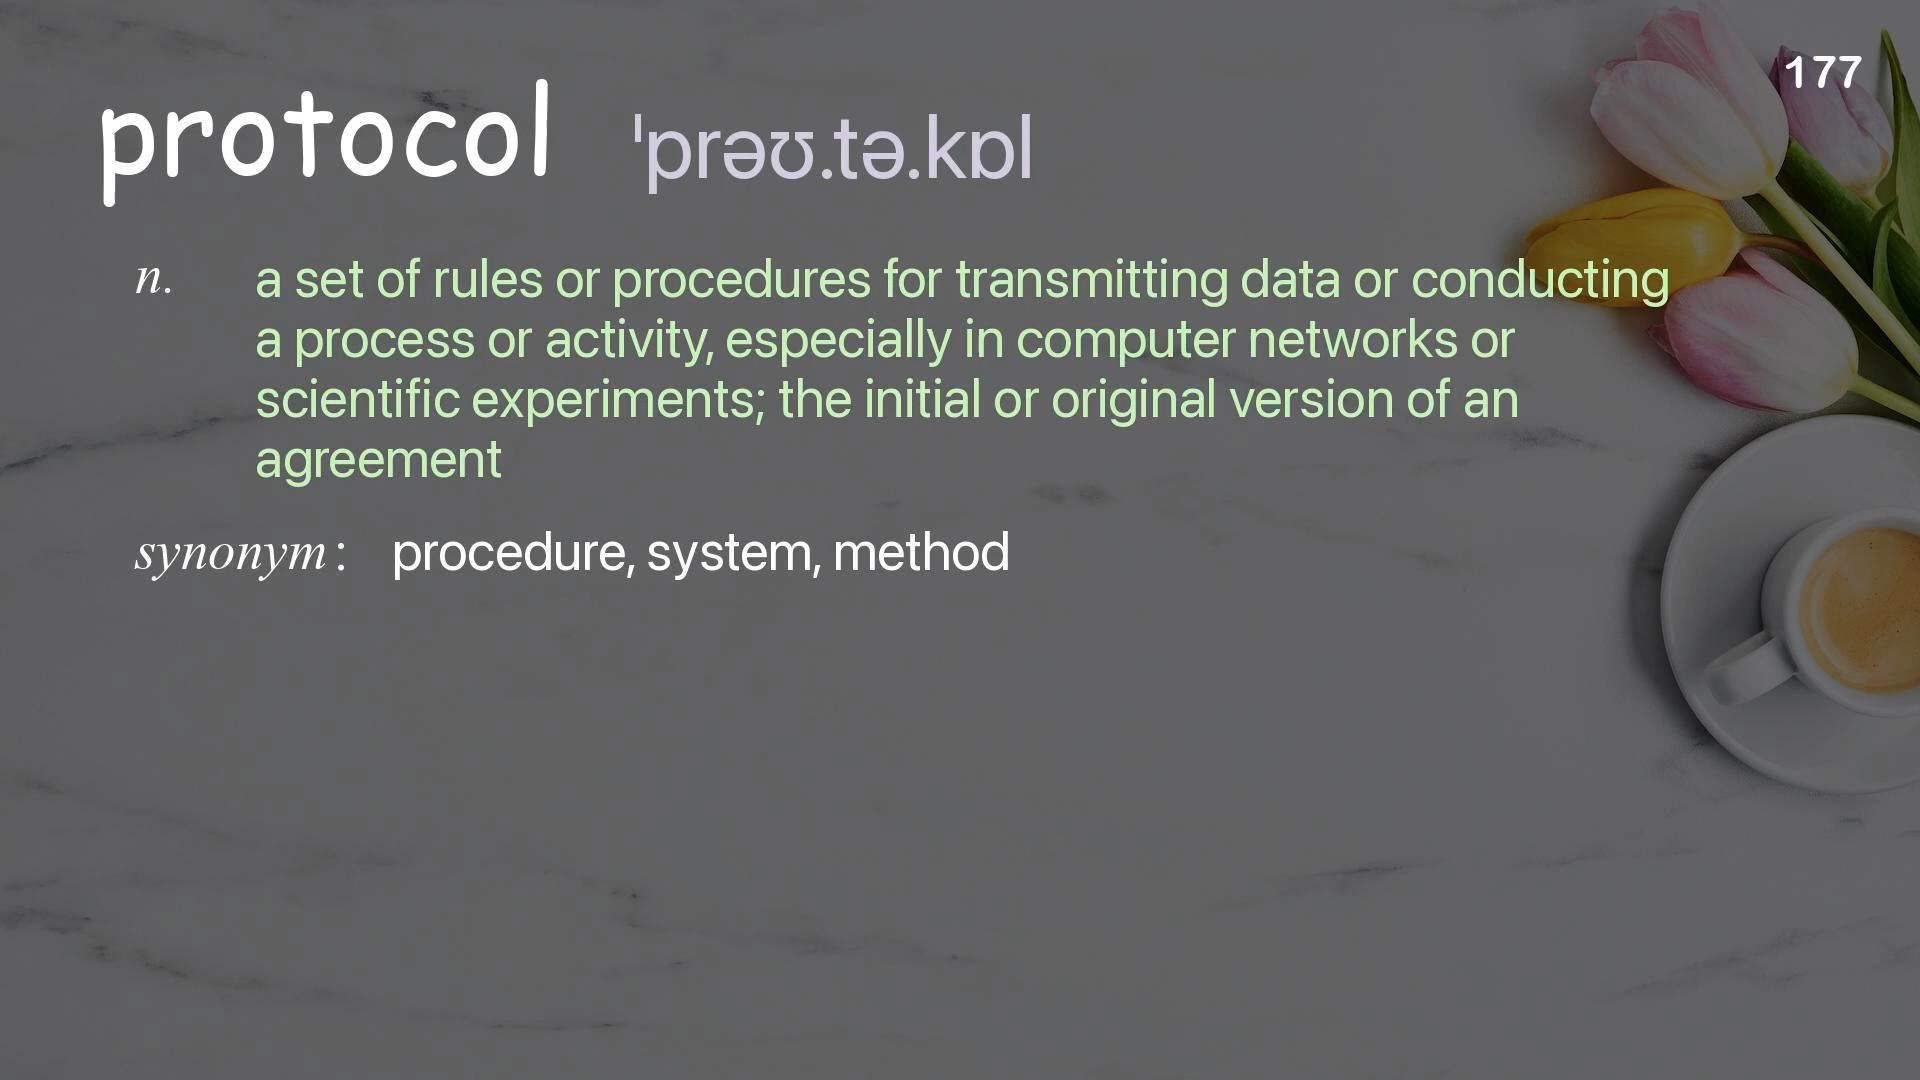 177
protocol ˈprəʊ.tə.kɒl
n. a set of rules or procedures for transmitting data or conducting
a process or activity, especially in computer networks or
scientific experiments; the initial or original version of an
agreement
synonym : procedure, system, method